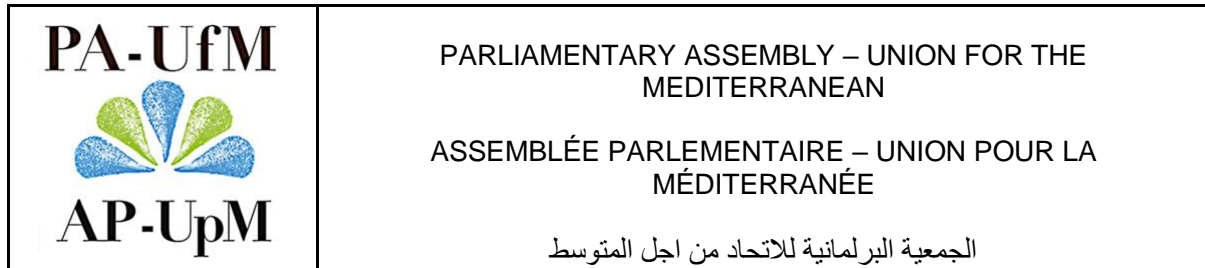 PA-UfM
AP-UpM
PARLIAMENTARY ASSEMBLY – UNION FOR THE
MEDITERRANEAN
ASSEMBLÉE PARLEMENTAIRE – UNION POUR LA
MÉDITERRANÉE
الجمعية البرلمانية للاتحاد من اجل المتوسط